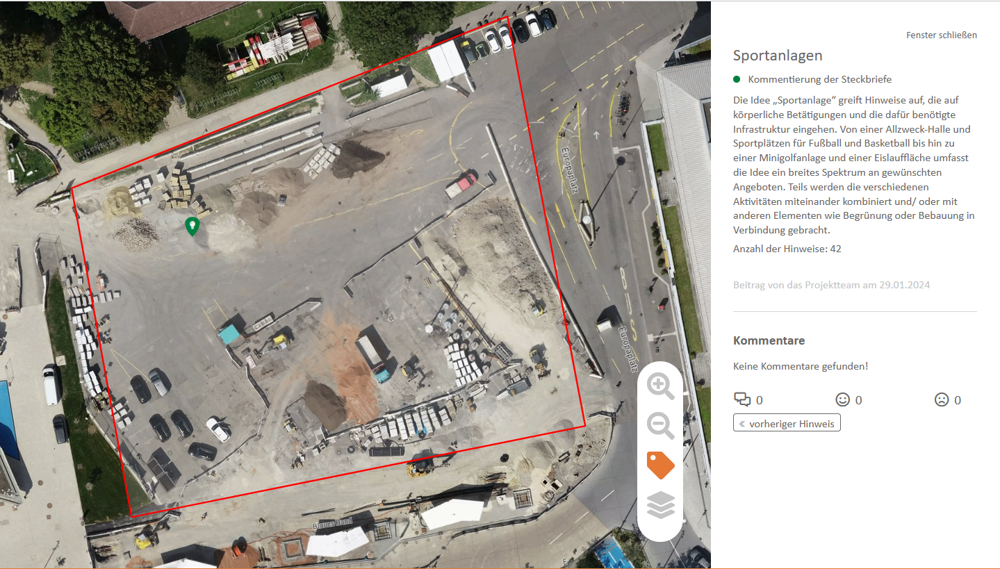 Fenster schließen
Sportanlagen
Kommentierung der Steckbriefe
Die Idee „Sportanlage“ greift Hinweise auf, die auf
körperliche Betätigungen und die dafür benötigte
Infrastruktur eingehen. Von einer Allzweck-Halle und
Sportplätzen für Fußball und Basketball bis hin zu
einer Minigolfanlage und einer Eislauffläche umfasst
die Idee ein breites Spektrum an gewünschten
Angeboten. Teils werden die verschiedenen
Aktivitäten miteinander kombiniert und/ oder mit
anderen Elementen wie Begrünung oder Bebauung in
Verbindung gebracht.
Anzahl der Hinweise: 42
Beitrag von das Projektteam am 29.01.2024
Kommentare
Keine Kommentare gefunden!
0 0 0
« vorheriger Hinweis
Europaplatz
Europaplatz
BUS
Blaues Band